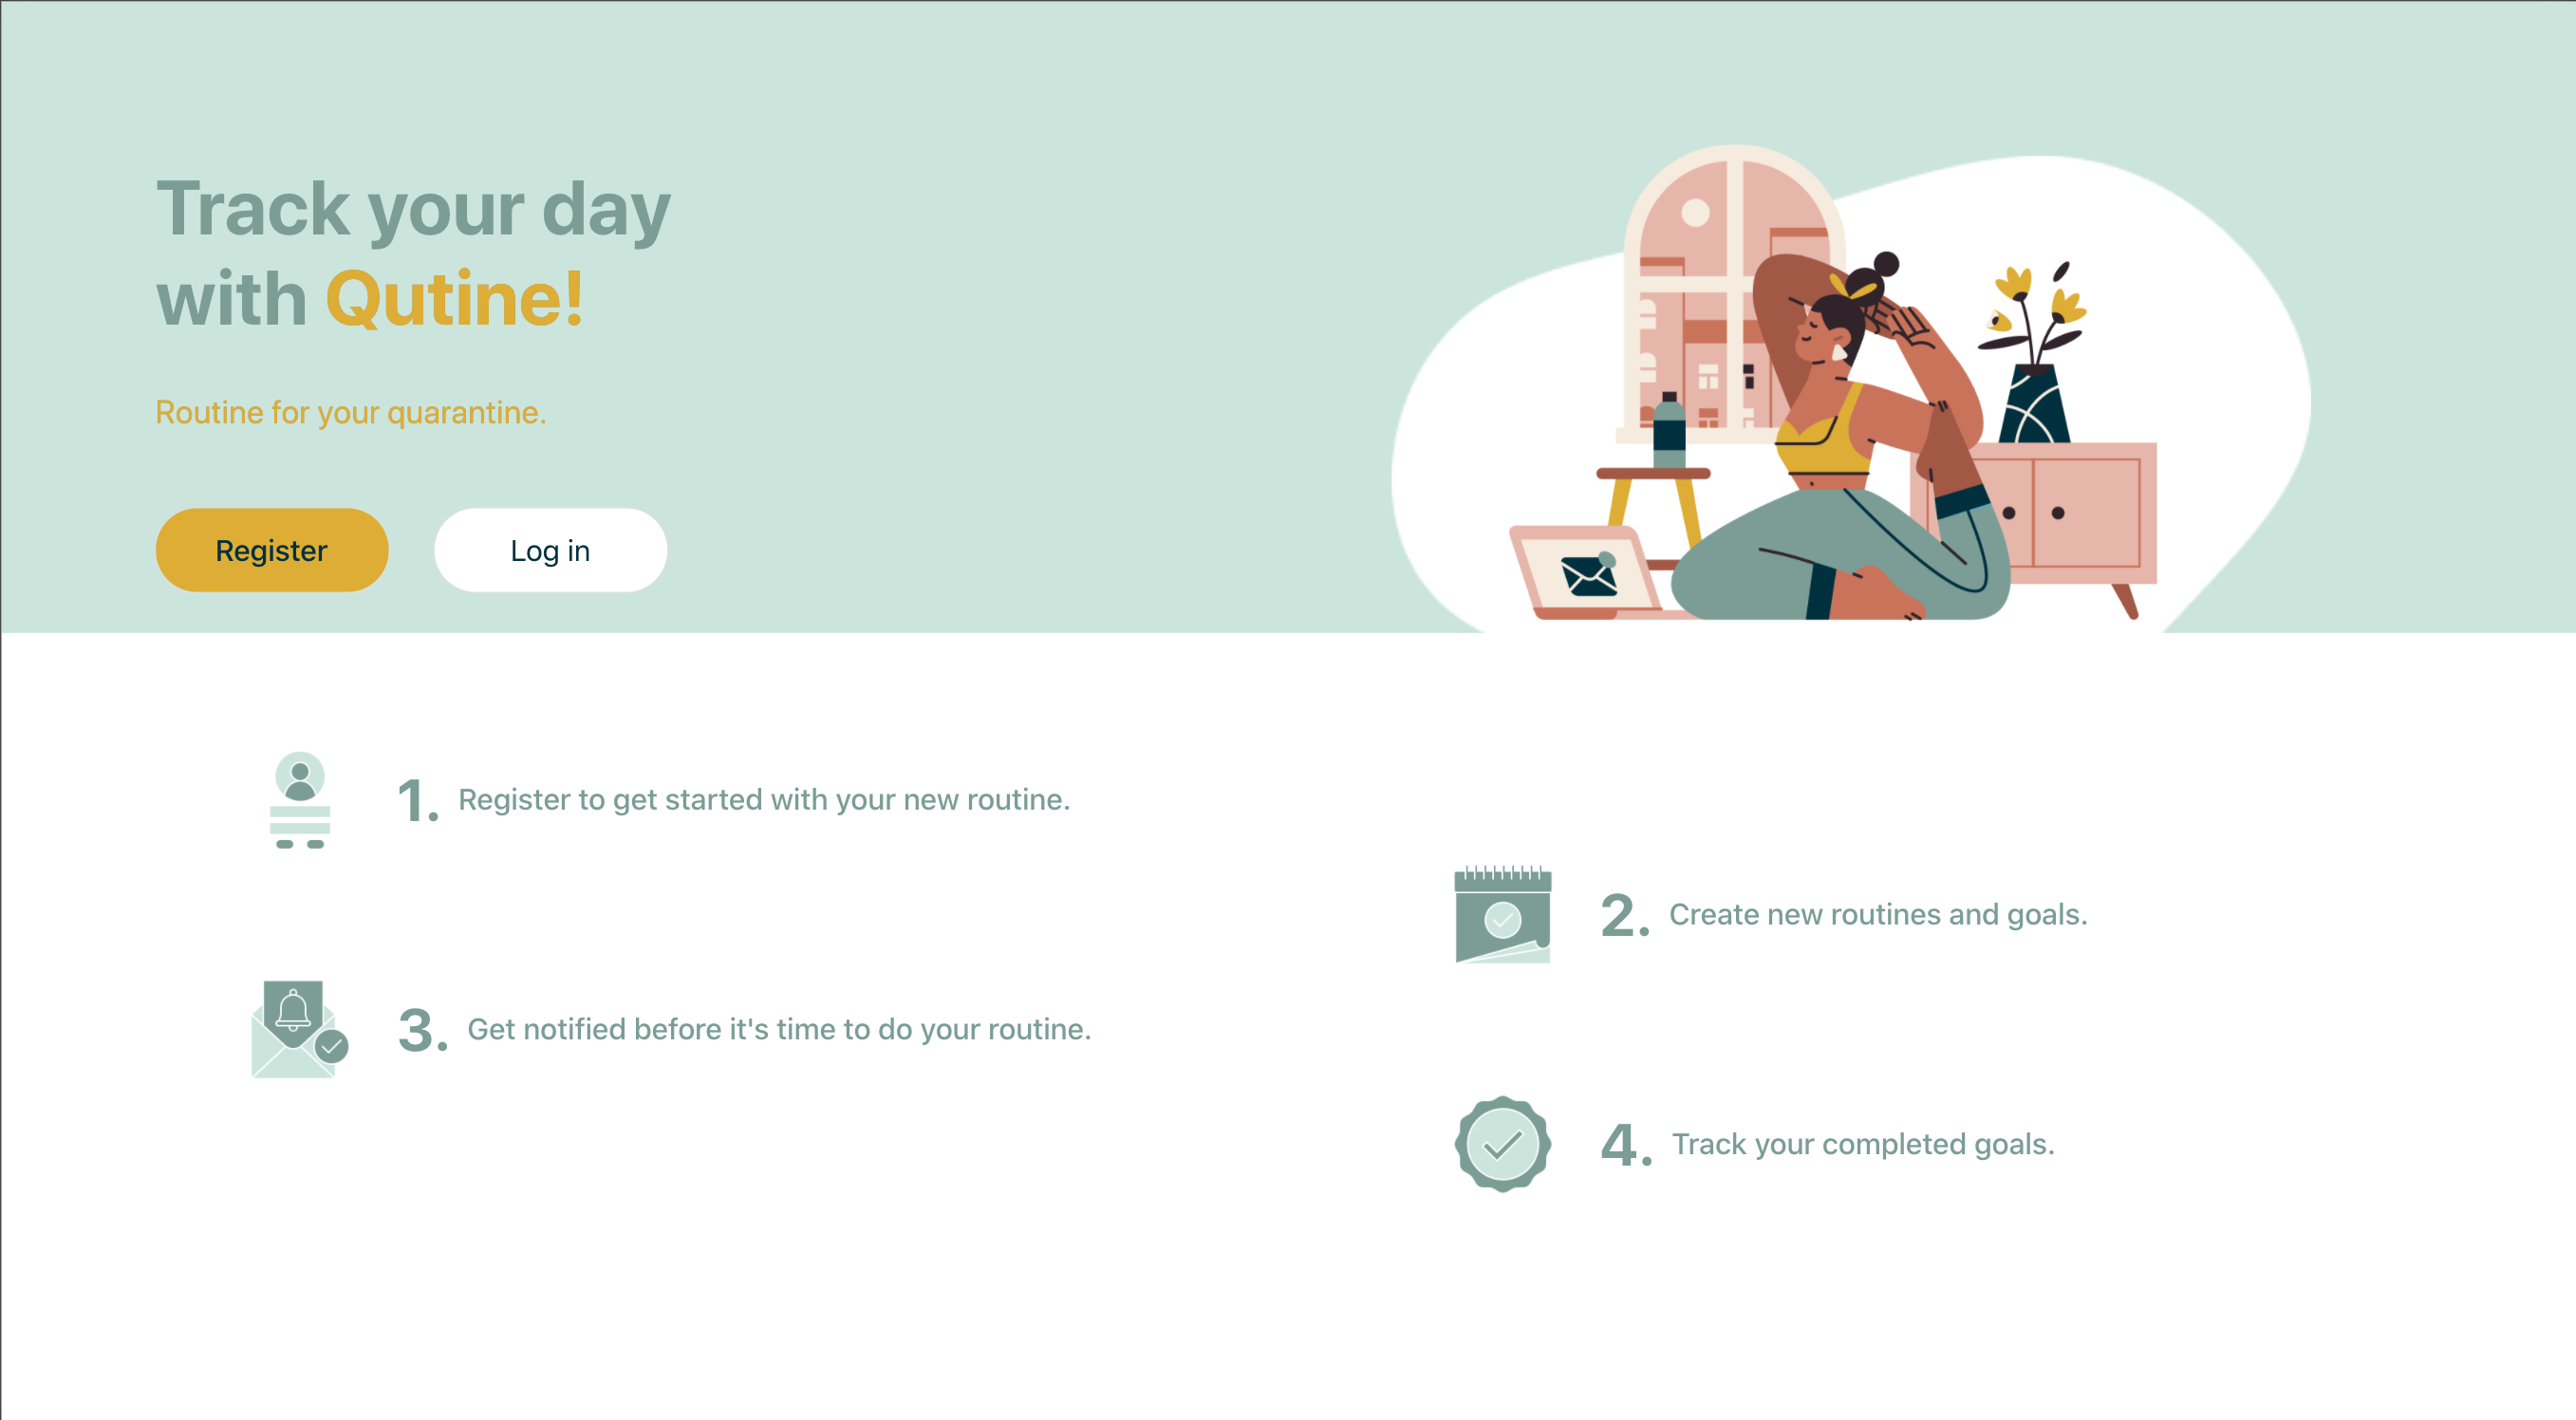 Track your day
with Qutine!
Routine for your quarantine.
Register
Log in
1. Register to get started with your new routine.
2. Create new routines and goals.
3. Get notified before it's time to do your routine.
4. Track your completed goals.